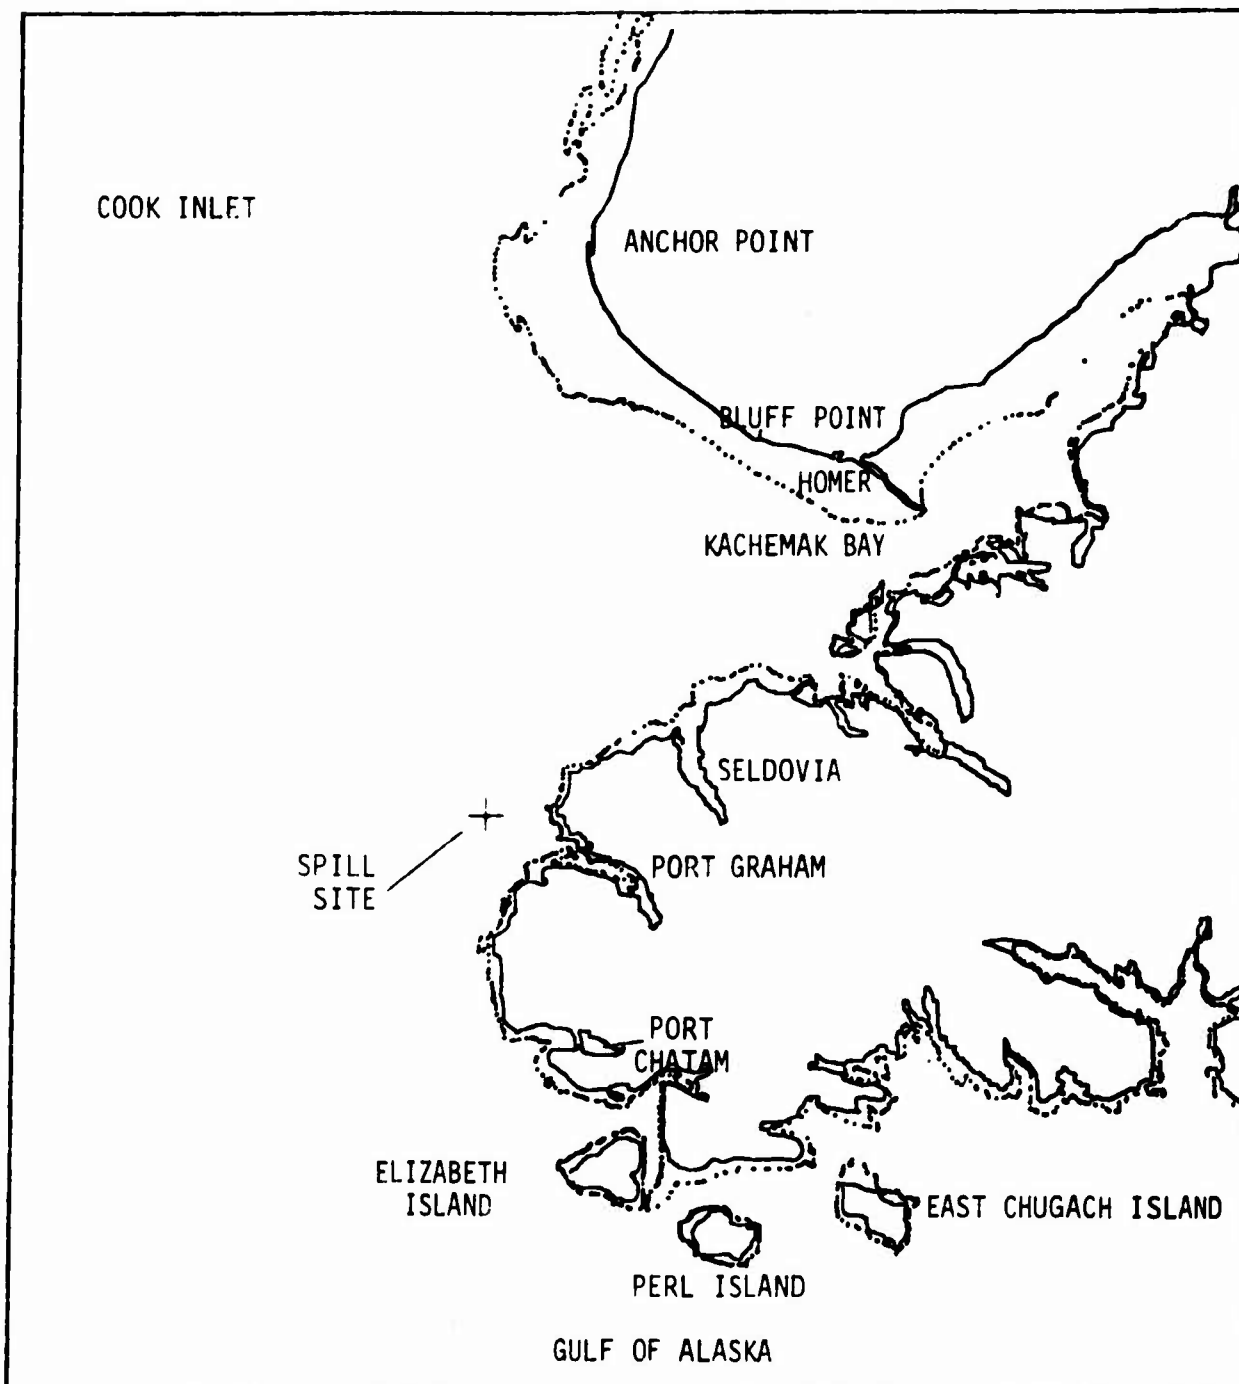 COOK INLET
ANCHOR POINT
BLUFF POINT
HOMER
KACHEMAK BAY
SELDOVIA
SPILL
SITE
PORT GRAHAM
PORT
CHATAM
ELIZABETH
ISLAND
EAST CHUGACH ISLAND
PERL ISLAND
GULF OF ALASKA